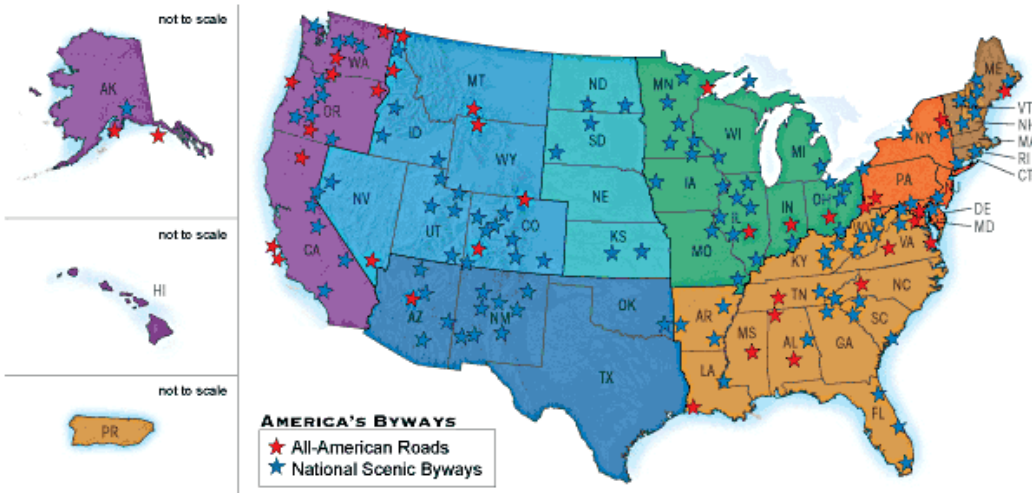 not to scale
AK
not to scale
HI
not to scale
PR
WA
OR
CA
MT
ID
WY
NV
UT
CO
AZ
NM
ND
SD
NE
KS
OK
TX
MN
WI
MI
IA
IL
IN
OH
MO
KY
VA
TN
NC
SC
AR
MS
AL
GA
LA
FL
NY
PA
NJ
ME
VT
NH
MA
RI
CT
DE
MD
AMERICA'S BYWAYS
All-American Roads
National Scenic Byways